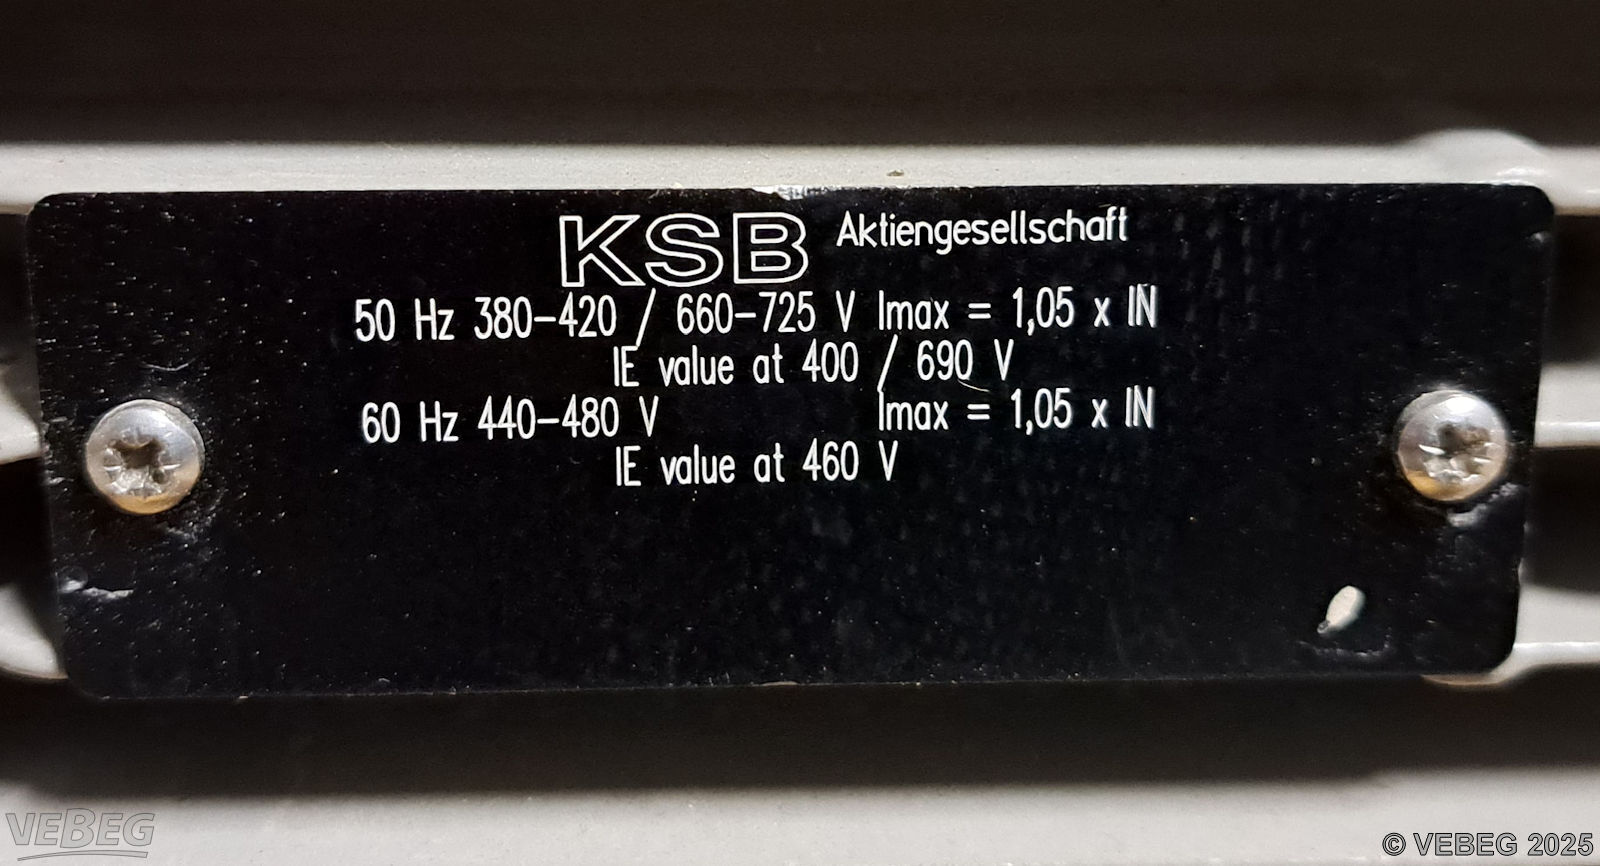 KSB Aktiengesellschaft
50 Hz 380-420 / 660-725 V Imax = 1,05 x IN
IE value at 400 / 690 V
60 Hz 440-480 V Imax = 1,05 x IN
IE value at 460 V
VEBEG
© VEBEG 2025